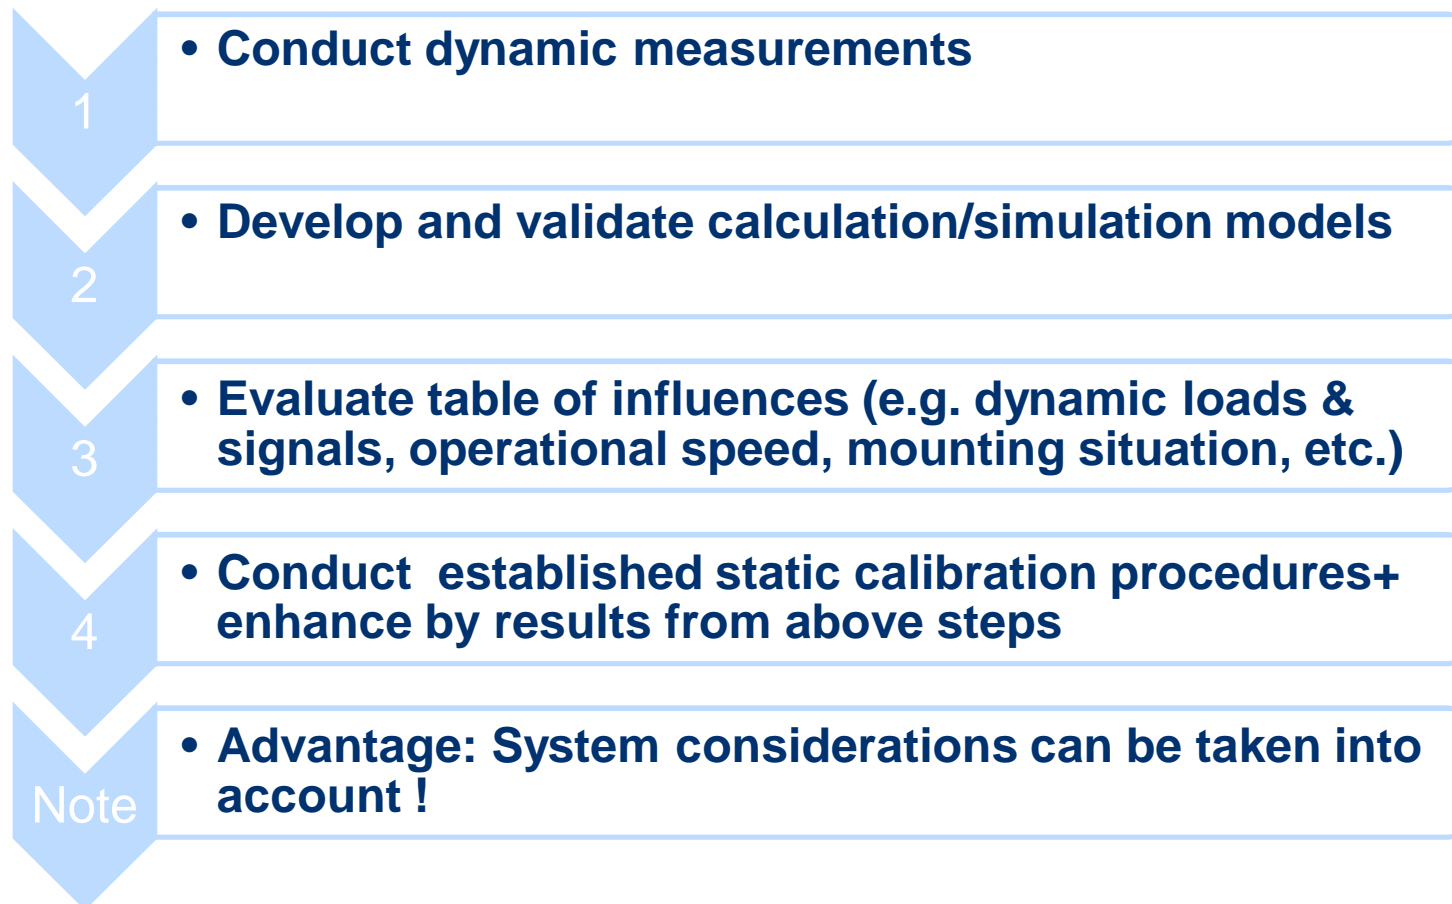 1
• Conduct dynamic measurements
2
• Develop and validate calculation/simulation models
3
• Evaluate table of influences (e.g. dynamic loads &
signals, operational speed, mounting situation, etc.)
4
• Conduct  established static calibration procedures+
enhance by results from above steps
Note
• Advantage: System considerations can be taken into
account !